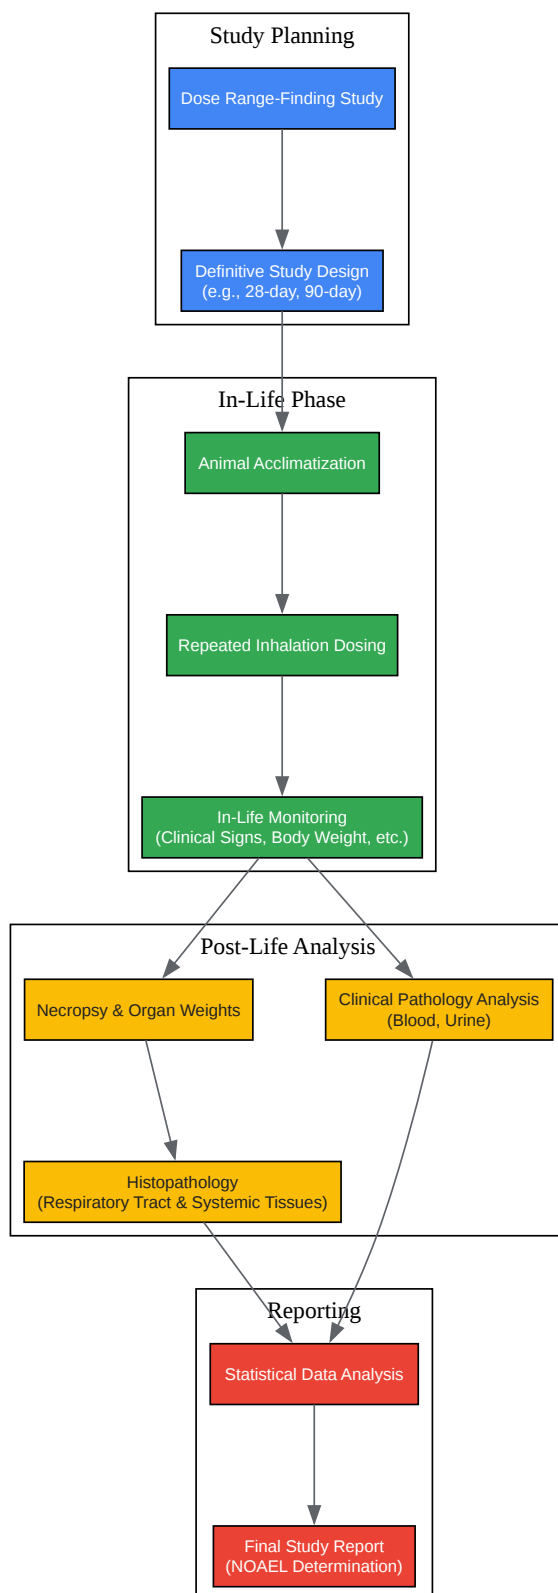 Study Planning
Dose Range-Finding Study
Definitive Study Design
(e.g., 28-day, 90-day)
In-Life Phase
Animal Acclimatization
Repeated Inhalation Dosing
In-Life Monitoring
(Clinical Signs, Body Weight, etc.)
Post-Life Analysis
Necropsy & Organ Weights
Clinical Pathology Analysis
(Blood, Urine)
Histopathology
(Respiratory Tract & Systemic Tissues)
Reporting
Statistical Data Analysis
Final Study Report
(NOAEL Determination)